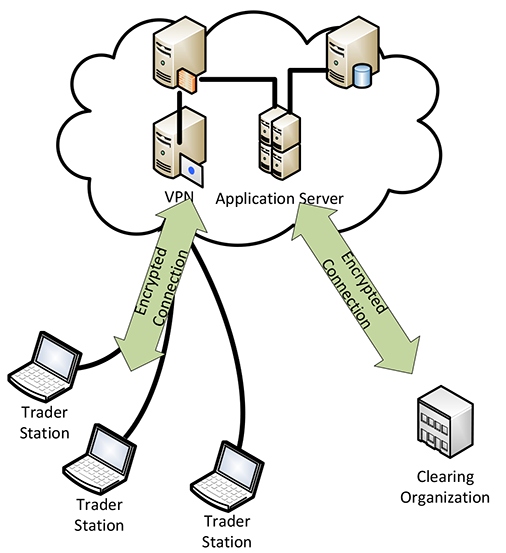 VPN
Application Server
Encrypted
Connection
Encrypted
Connection
Trader
Station
Trader
Station
Trader
Station
Clearing
Organization